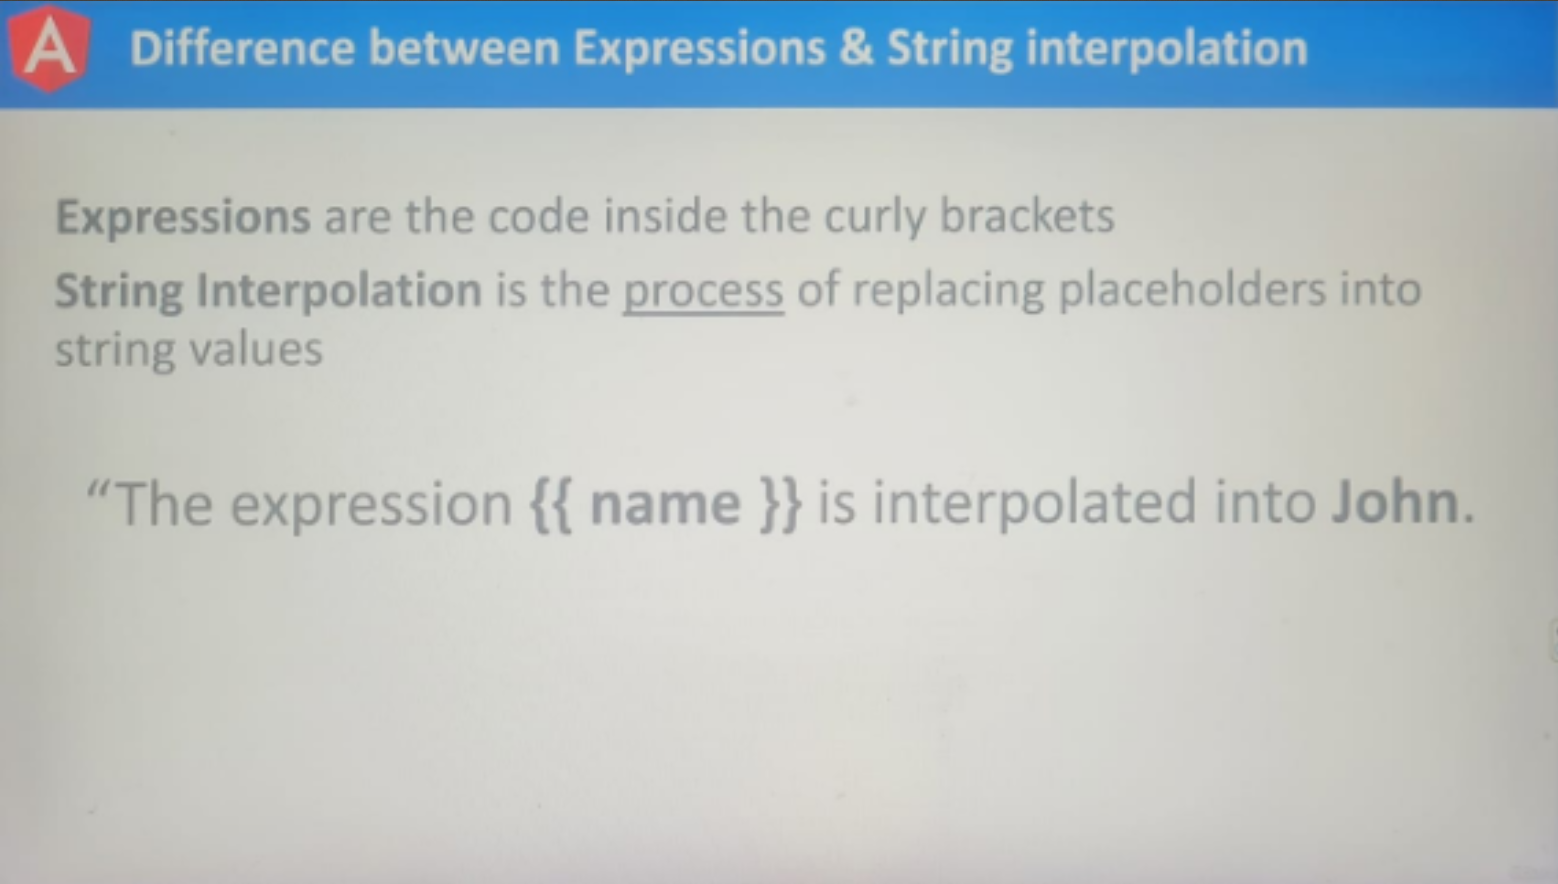 A
Difference between Expressions & String interpolation
Expressions are the code inside the curly brackets
String Interpolation is the process of replacing placeholders into
string values
“The expression {{ name }} is interpolated into John.